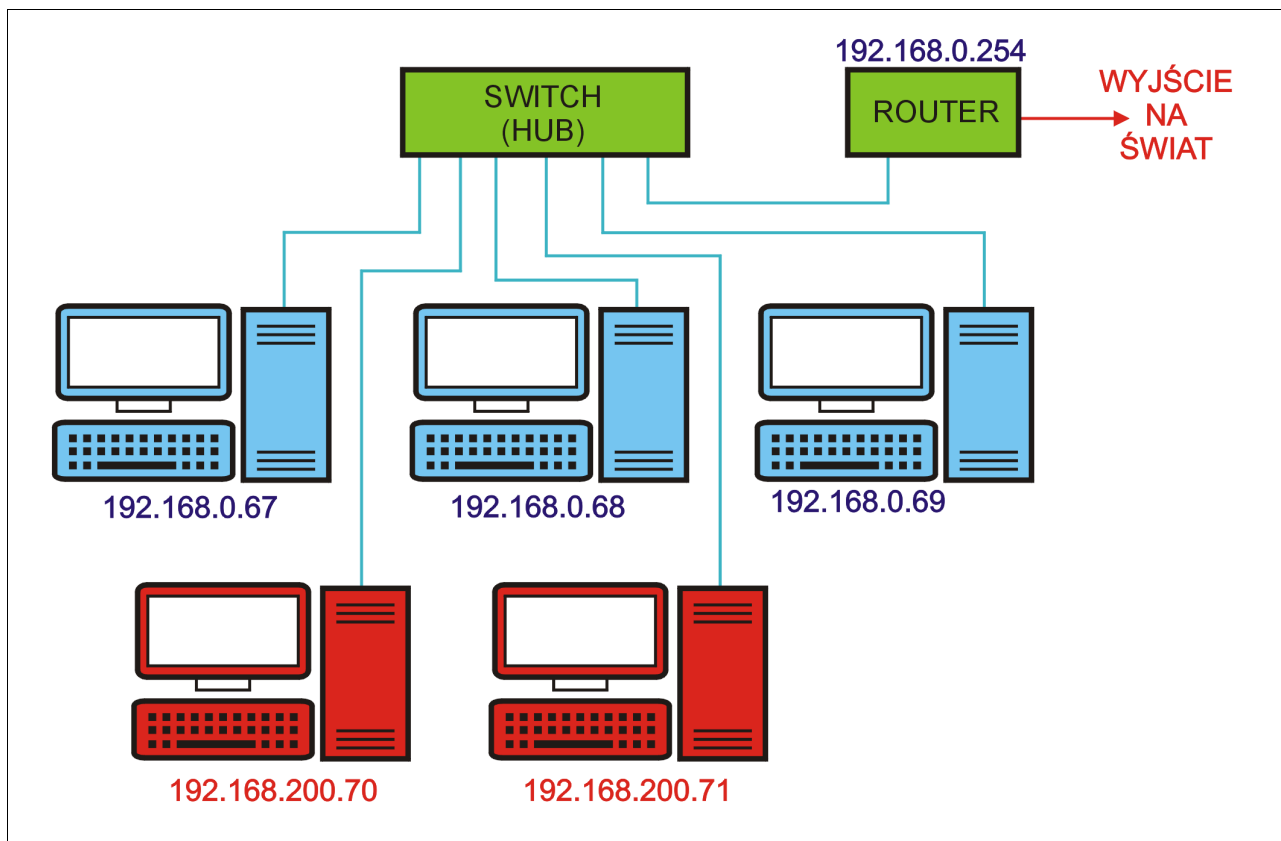 192.168.0.254
SWITCH
(HUB)
ROUTER
WYJŚCIE
NA
ŚWIAT
192.168.0.67
192.168.0.68
192.168.0.69
192.168.200.70
192.168.200.71